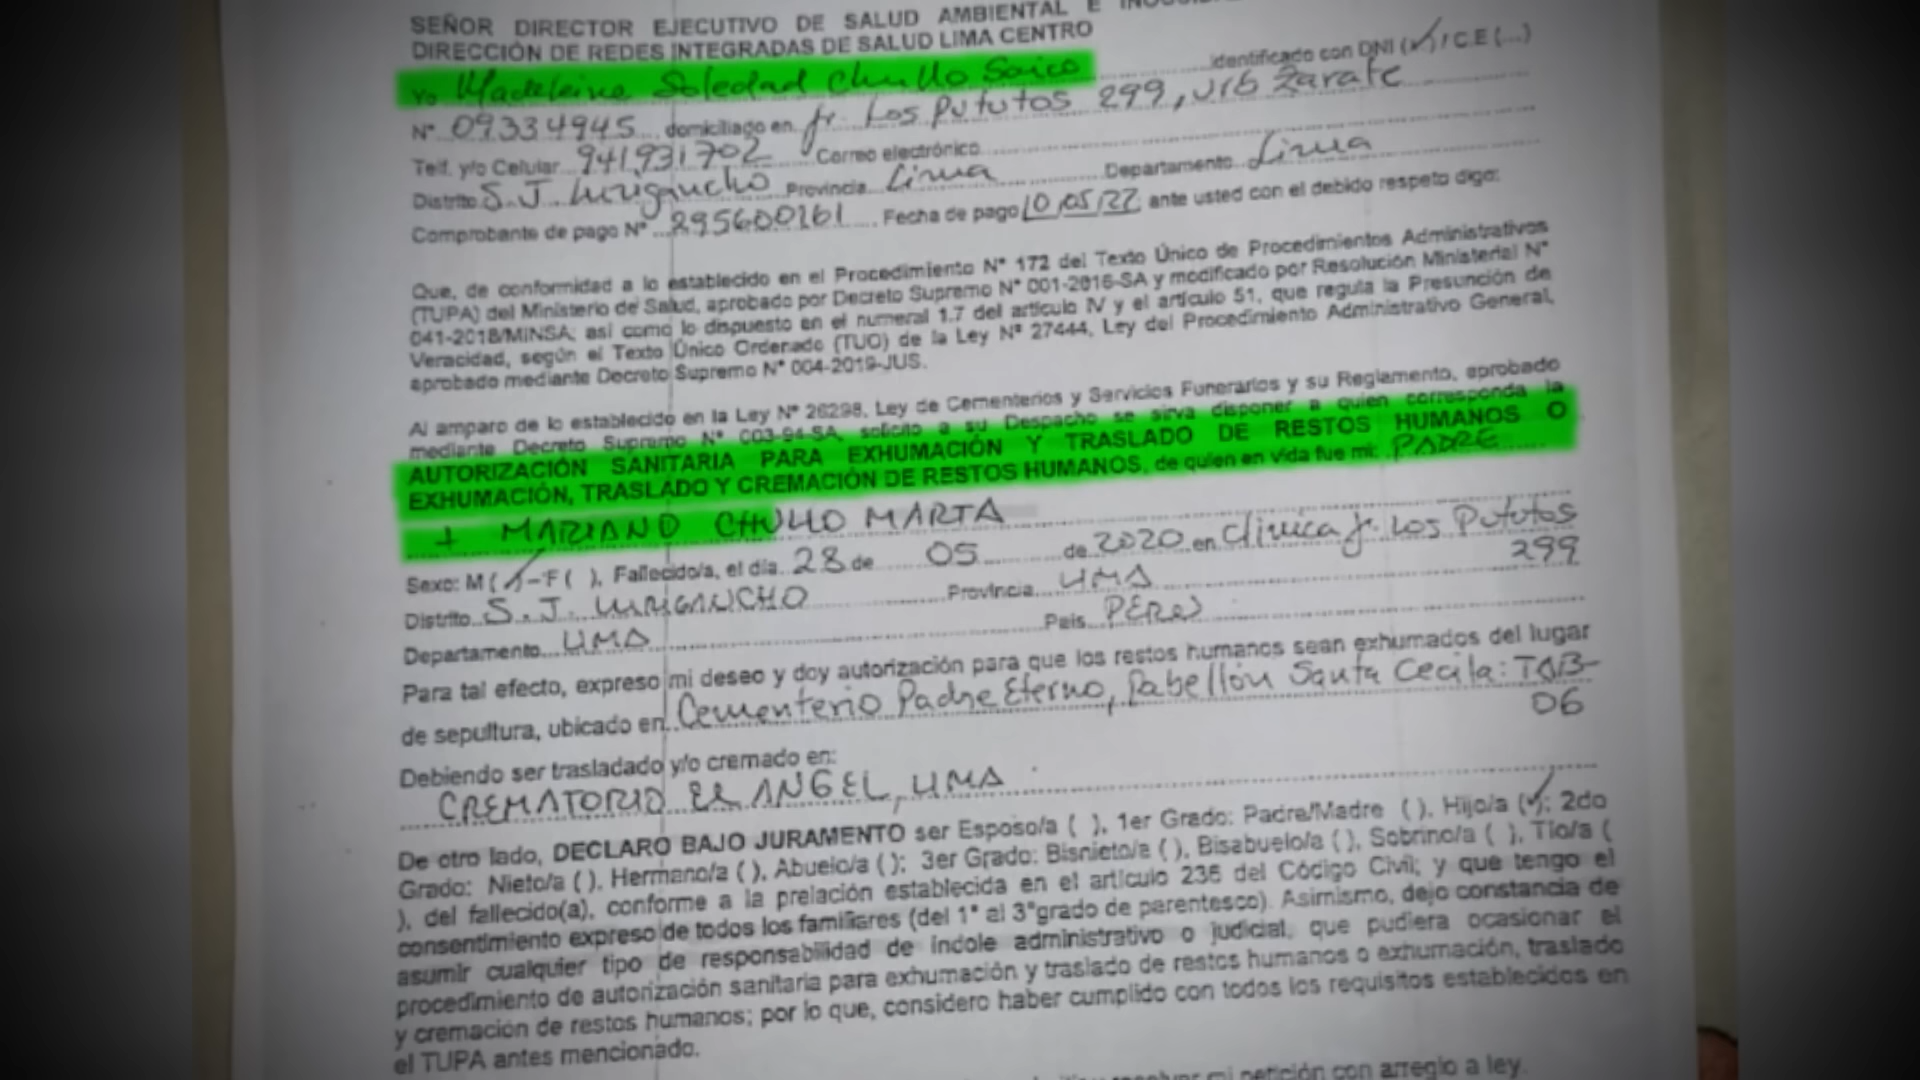 SEÑOR DIRECTOR EJECUTIVO DE SALUD AMBIENTAL E
DIRECCIÓN DE REDES INTEGRADAS DE SALUD LIMA CENTRO
Yo Madeleine Soledad Chullo Saico identificado con DNI (✓) / C.E (...)
N° 09334945 domiciliado en Jr. Los Pututos 299, Urb Zarate
Telf. y/o Celular 941931702 Correo electrónico
Distrito S.J. Lurigancho Provincia Lima Departamento Lima
Comprobante de pago N° 295600261 Fecha de pago 10/05/22 ante usted con el debido respeto digo:
Que, de conformidad a lo establecido en el Procedimiento N° 172 del Texto Único de Procedimientos Administrativos
(TUPA) del Ministerio de Salud, aprobado por Decreto Supremo N° 001-2016-SA y modificado por Resolución Ministerial N°
041-2018/MINSA; así como lo dispuesto en el numeral 1.7 del artículo IV y el artículo 51, que regula la Presunción de
Veracidad, según el Texto Único Ordenado (TUO) de la Ley N° 27444, Ley del Procedimiento Administrativo General,
aprobado mediante Decreto Supremo N° 004-2019-JUS.
Al amparo de lo establecido en la Ley N° 26298, Ley de Cementerios y Servicios Funerarios y su Reglamento, aprobado
mediante Decreto Supremo N° 003-94-SA, solicito a su Despacho se sirva disponer a quien corresponda la
AUTORIZACIÓN SANITARIA PARA EXHUMACIÓN Y TRASLADO DE RESTOS HUMANOS O
EXHUMACIÓN, TRASLADO Y CREMACIÓN DE RESTOS HUMANOS, de quien en vida fue mi: PADRE
+ MARIANO CHULLO MARTA
Sexo: M (✓)-F ( ), Fallecido/a, el día 28 de 05 de 2020 en clínica Jr. Los Pututos
299
Distrito S.J. LURIGANCHO Provincia LIMA
Departamento LIMA País PERÚ
Para tal efecto, expreso mi deseo y doy autorización para que los restos humanos sean exhumados del lugar
de sepultura, ubicado en Cementerio Padre Eterno, Pabellón Santa Cecila: TAB-
06
Debiendo ser trasladado y/o cremado en:
CREMATORIO EL ANGEL, LIMA
De otro lado, DECLARO BAJO JURAMENTO ser Esposo/a ( ), 1er Grado: Padre/Madre ( ), Hijo/a (✓); 2do
Grado: Nieto/a ( ), Hermano/a ( ), Abuelo/a ( ); 3er Grado: Bisnieto/a ( ), Bisabuelo/a ( ), Sobrino/a ( ), Tío/a (
), del fallecido(a), conforme a la prelación establecida en el artículo 236 del Código Civil; y que tengo el
consentimiento expreso de todos los familiares (del 1° al 3°grado de parentesco). Asimismo, dejo constancia de
asumir cualquier tipo de responsabilidad de índole administrativo o judicial, que pudiera ocasionar el
procedimiento de autorización sanitaria para exhumación y traslado de restos humanos o exhumación, traslado
y cremación de restos humanos; por lo que, considero haber cumplido con todos los requisitos establecidos en
el TUPA antes mencionado.
mi petición con arreglo a ley.